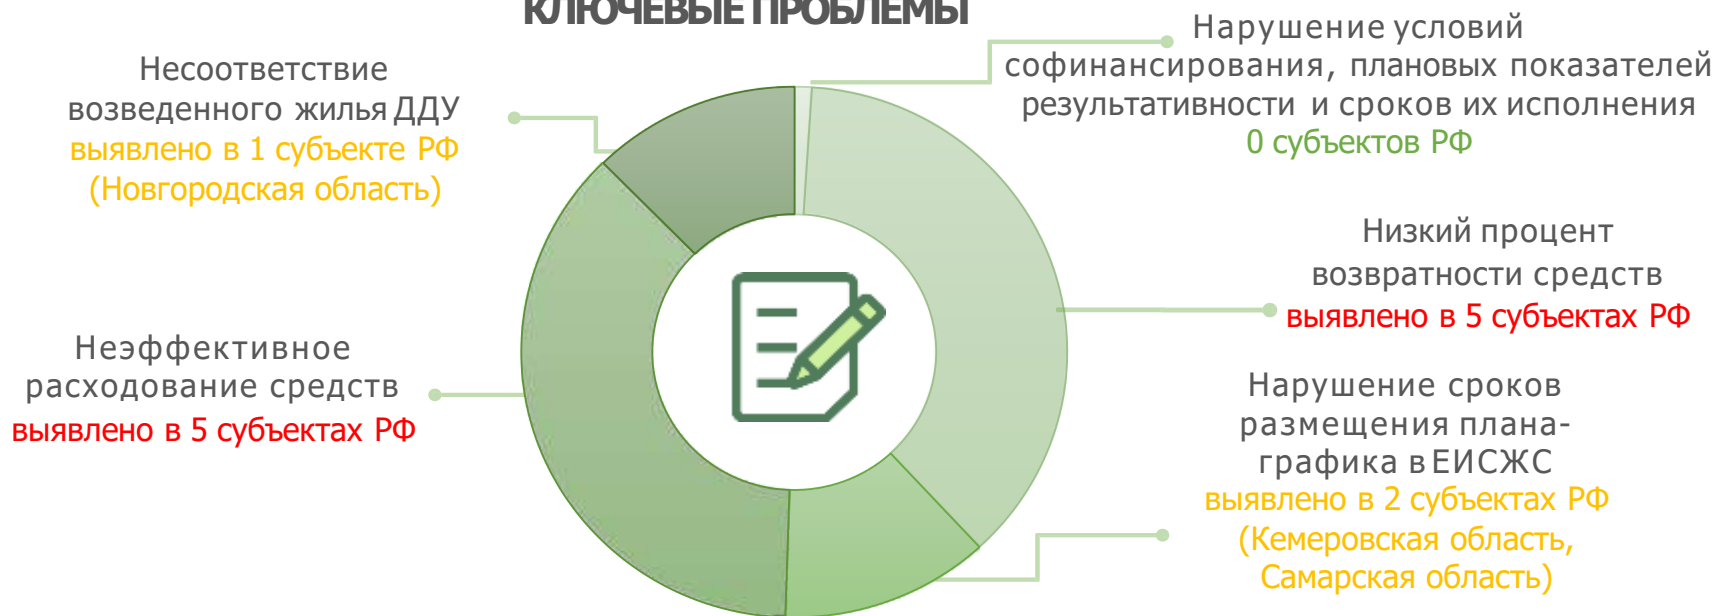 КЛЮЧЕВЫЕ ПРОБЛЕМЫ
Несоответствие
возведенного жилья ДДУ
выявлено в 1 субъекте РФ
(Новгородская область)
Неэффективное
расходование средств
выявлено в 5 субъектах РФ
Нарушение условий
софинансирования, плановых показателей
результативности и сроков их исполнения
0 субъектов РФ
Низкий процент
возвратности средств
выявлено в 5 субъектах РФ
Нарушение сроков
размещения плана-
графика в ЕИСЖС
выявлено в 2 субъектах РФ
(Кемеровская область,
Самарская область)